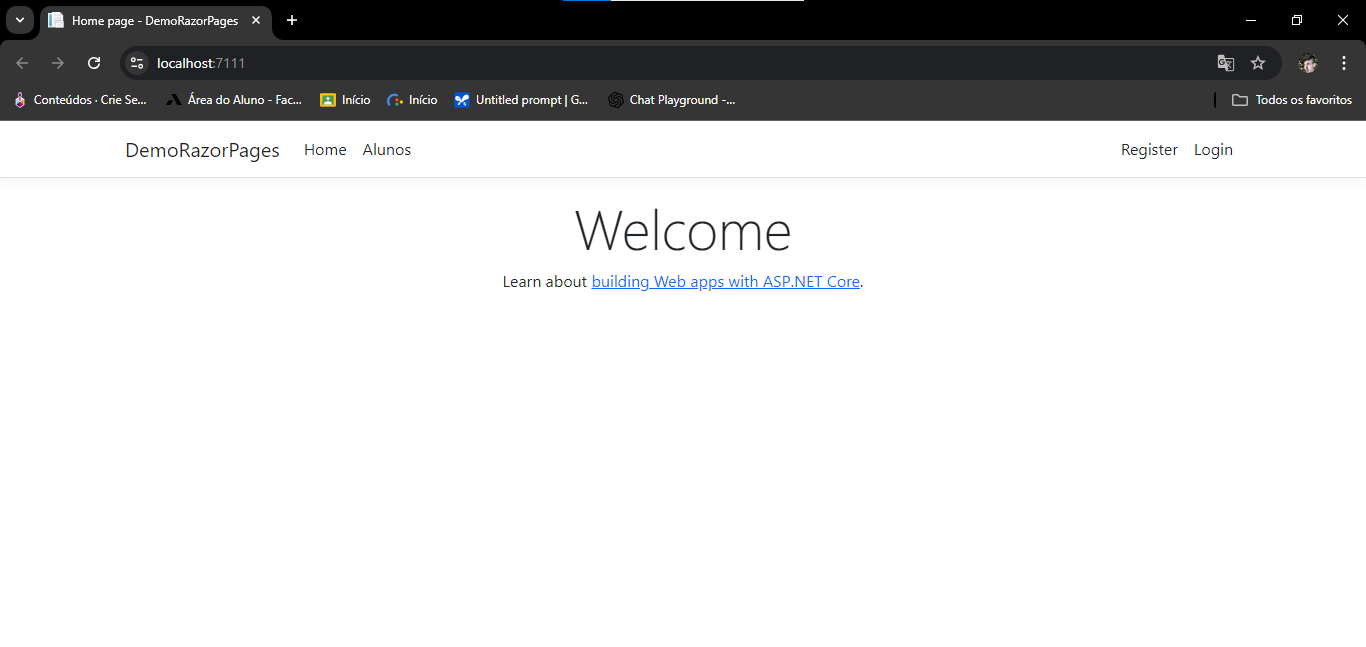 Home page - DemoRazorPages
localhost:7111
Conteúdos · Crie Se... Área do Aluno - Fac... Início Início Untitled prompt | G... Chat Playground -... Todos os favoritos
DemoRazorPages Home Alunos Register Login
Welcome
Learn about building Web apps with ASP.NET Core.